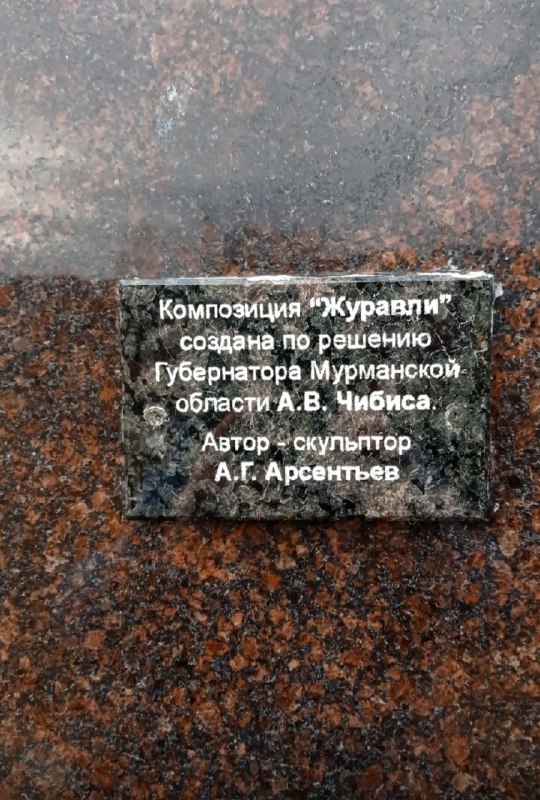 Композиция "Журавли"
создана по решению
Губернатора Мурманской
области А.В. Чибиса.
Автор - скульптор
А.Г. Арсентьев